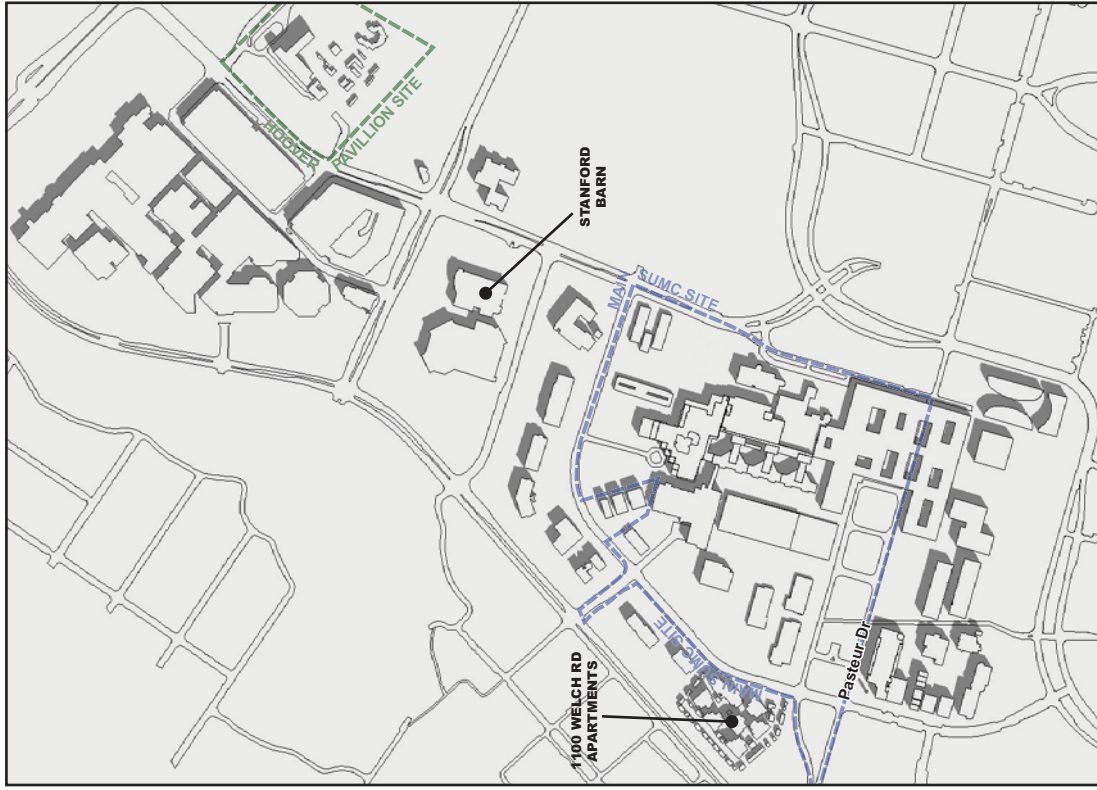 HOOVER
PAVILLION SITE
STANFORD
BARN
MAIN
SUMC SITE
MAIN SUMC SITE
1100 WELCH RD
APARTMENTS
Pasteur Dr